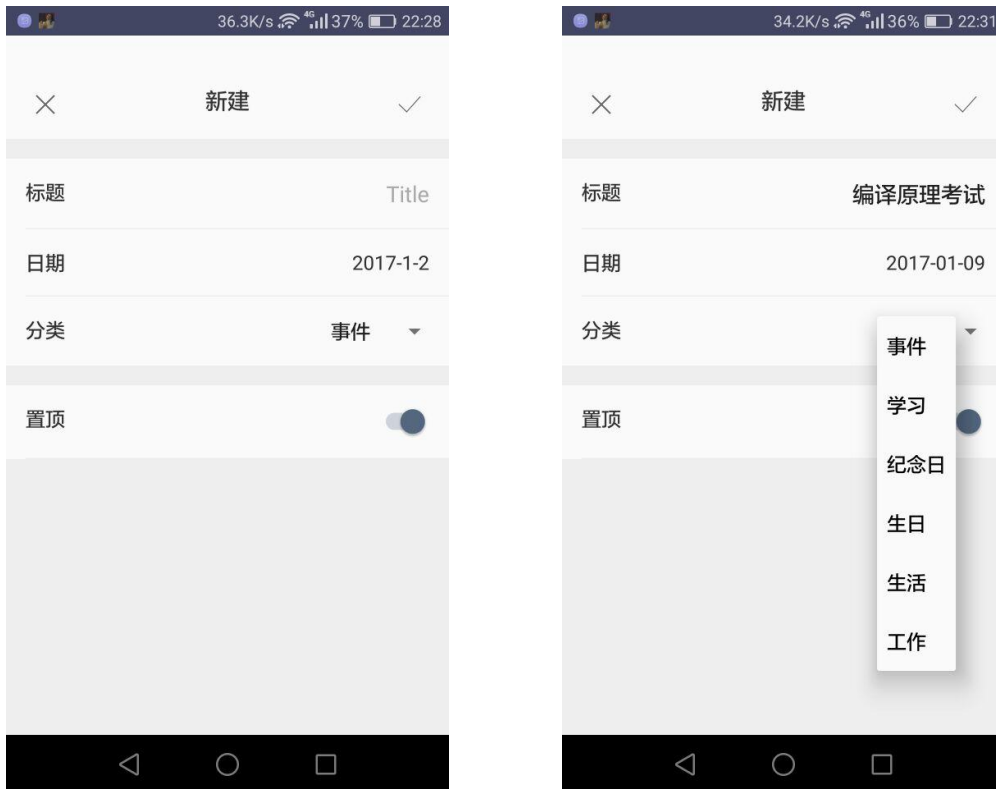 36.3K/s 4G 37% 22:28
新建
标题 Title
日期 2017-1-2
分类 事件
置顶
34.2K/s 4G 36% 22:31
新建
标题 编译原理考试
日期 2017-01-09
分类
事件
学习
置顶
纪念日
生日
生活
工作